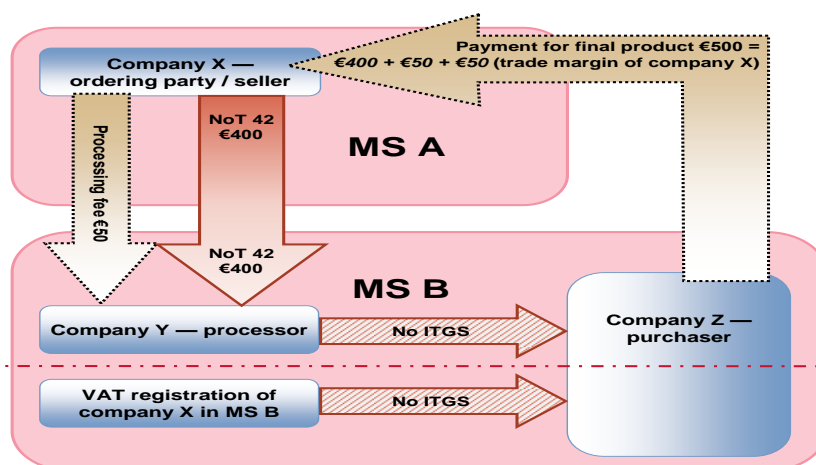 Company X —
ordering party / seller
Payment for final product €500 =
€400 + €50 + €50 (trade margin of company X)
Processing fee €50
NoT 42
€400
MS A
NoT 42
€400
MS B
Company Y — processor
No ITGS
Company Z —
purchaser
VAT registration of
company X in MS B
No ITGS